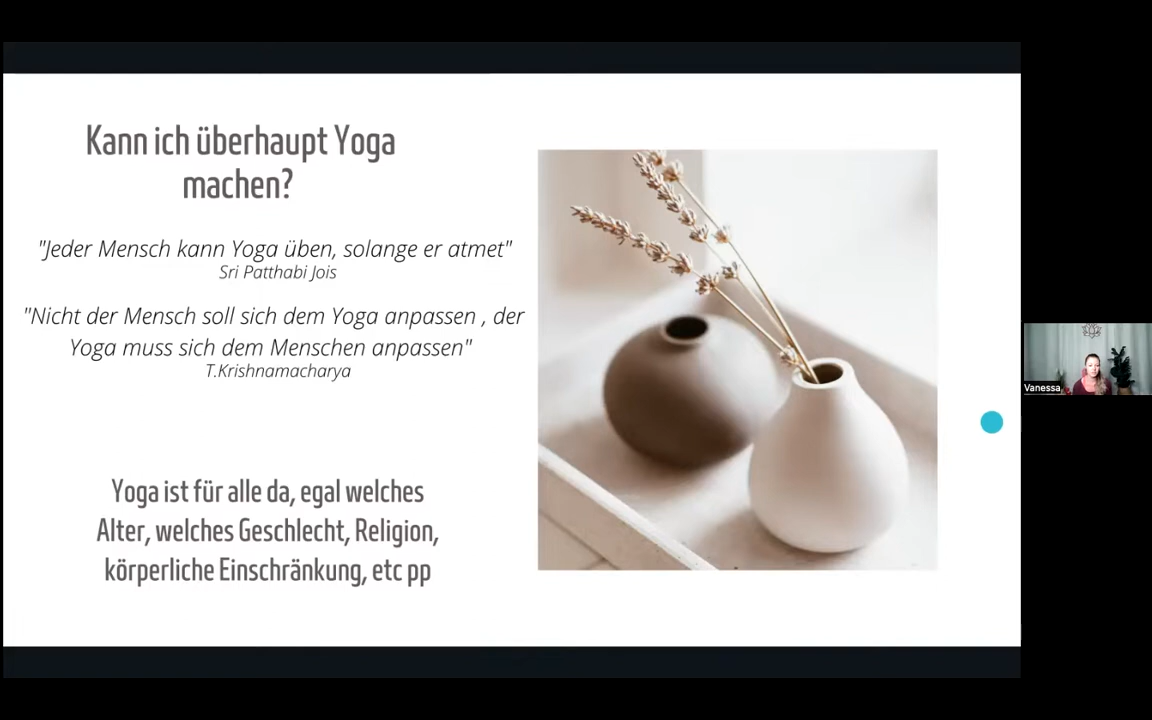 Kann ich überhaupt Yoga
machen?
"Jeder Mensch kann Yoga üben, solange er atmet"
Sri Patthabi Jois
"Nicht der Mensch soll sich dem Yoga anpassen , der
Yoga muss sich dem Menschen anpassen"
T.Krishnamacharya
Yoga ist für alle da, egal welches
Alter, welches Geschlecht, Religion,
körperliche Einschränkung, etc pp
Vanessa